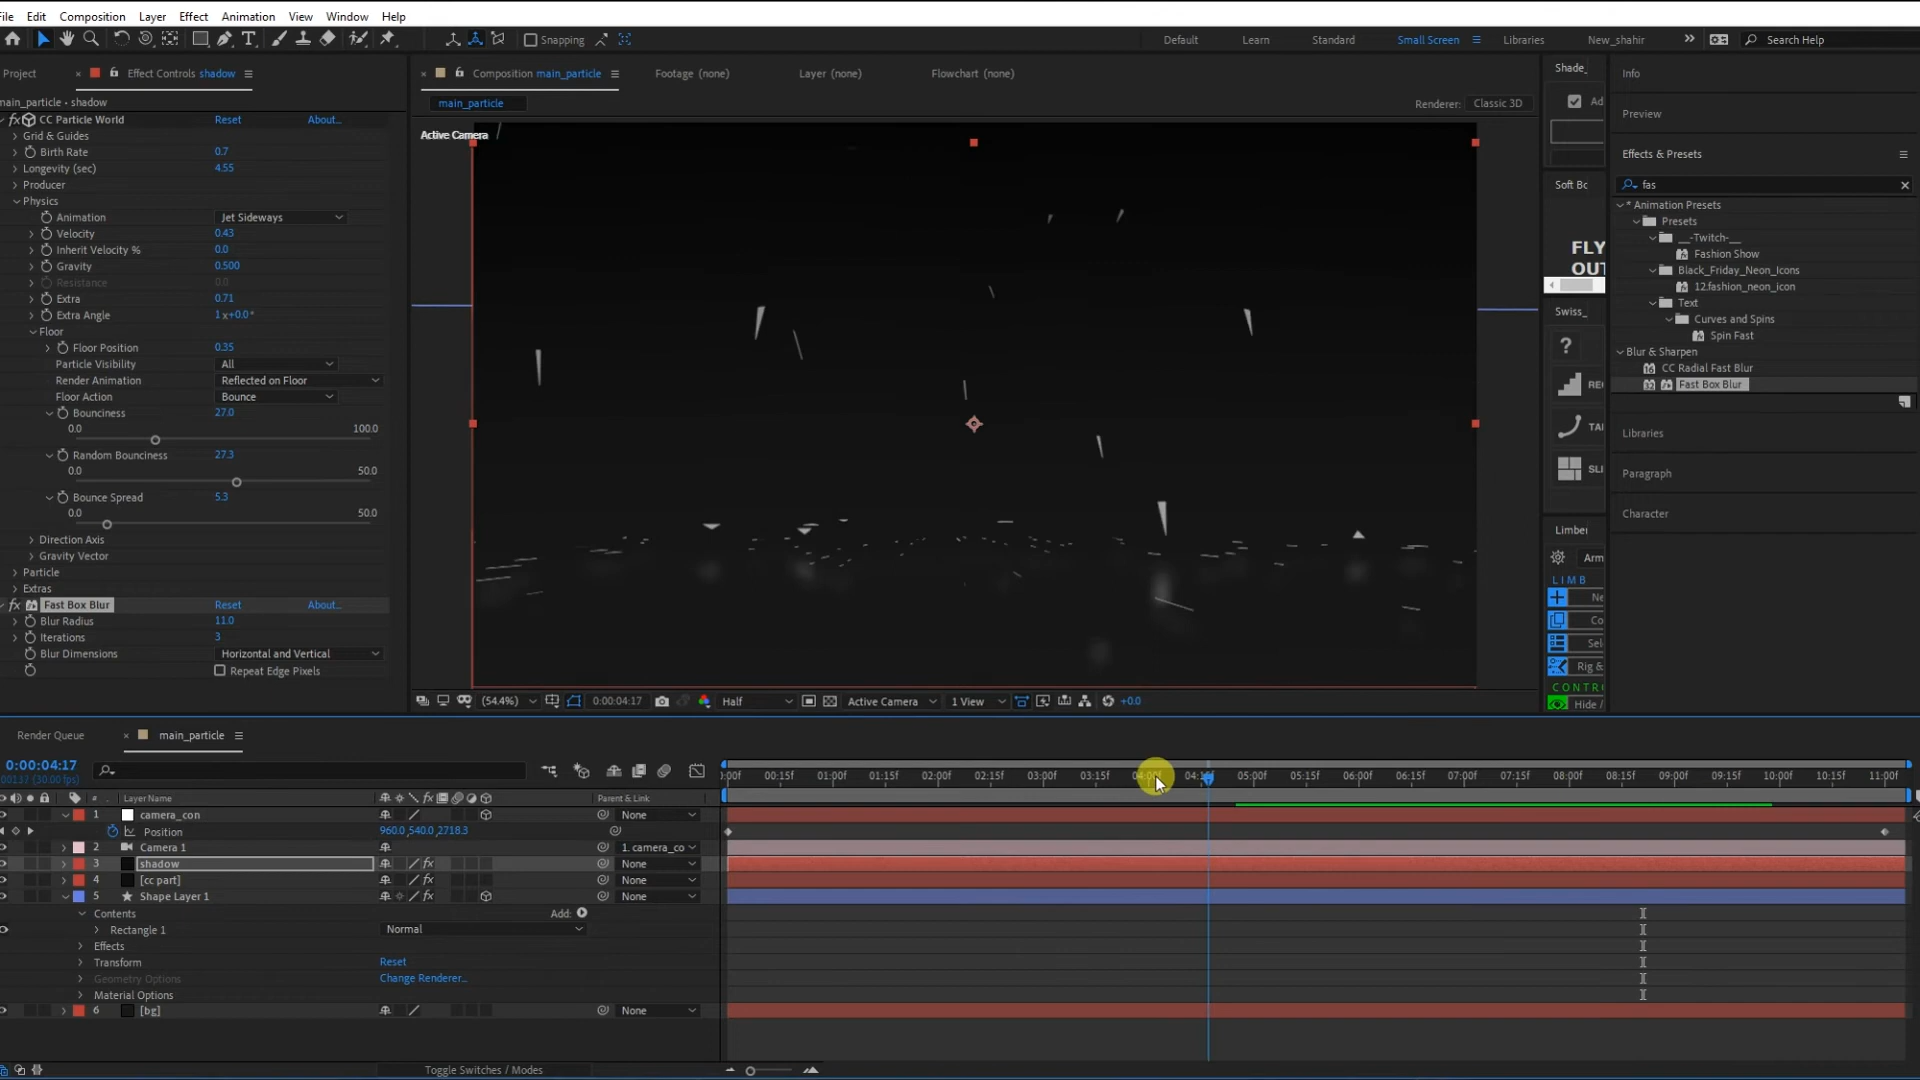 File Edit Composition Layer Effect Animation View Window Help
Snapping
Default Learn Standard Small Screen Libraries New_shahir Search Help
Project Effect Controls shadow
main_particle • shadow
CC Particle World Reset About...
Grid & Guides
Birth Rate 0.7
Longevity (sec) 4.55
Producer
Physics
Animation Jet Sideways
Velocity 0.43
Inherit Velocity % 0.0
Gravity 0.500
Resistance 0.0
Extra 0.71
Extra Angle 1x+0.0°
Floor
Floor Position 0.35
Particle Visibility All
Render Animation Reflected on Floor
Floor Action Bounce
Bounciness 27.0
0.0 100.0
Random Bounciness 27.3
0.0 50.0
Bounce Spread 5.3
0.0 50.0
Direction Axis
Gravity Vector
Particle
Extras
Fast Box Blur Reset About...
Blur Radius 11.0
Iterations 3
Blur Dimensions Horizontal and Vertical
Repeat Edge Pixels
Composition main_particle Footage (none) Layer (none) Flowchart (none)
main_particle
Renderer: Classic 3D
Active Camera
(54.4%) 0:00:04:17 Half Active Camera 1 View +0.0
Shade_
Ad
Soft Bc
FLY
OUT
Swiss_
?
REC
TA
SLI
Limber
Arm
LIMB
Ne
Co
Sel
Rig &
CONTR
Hide /
Info
Preview
Effects & Presets
fas
* Animation Presets
Presets
__-Twitch-__
Fashion Show
Black_Friday_Neon_Icons
12.fashion_neon_icon
Text
Curves and Spins
Spin Fast
Blur & Sharpen
CC Radial Fast Blur
Fast Box Blur
Libraries
Paragraph
Character
Render Queue main_particle
0:00:04:17
00137 (30.00 fps)
:00f 00:15f 01:00f 01:15f 02:00f 02:15f 03:00f 03:15f 04:00f 04:15f 05:00f 05:15f 06:00f 06:15f 07:00f 07:15f 08:00f 08:15f 09:00f 09:15f 10:00f 10:15f 11:00f
# Layer Name Parent & Link
1 camera_con None
Position 960.0,540.0,2718.3
2 Camera 1 1. camera_co
3 shadow None
4 [cc part] None
5 Shape Layer 1 None
Contents Add:
Rectangle 1 Normal
Effects
Transform Reset
Geometry Options Change Renderer...
Material Options
6 [bg] None
Toggle Switches / Modes